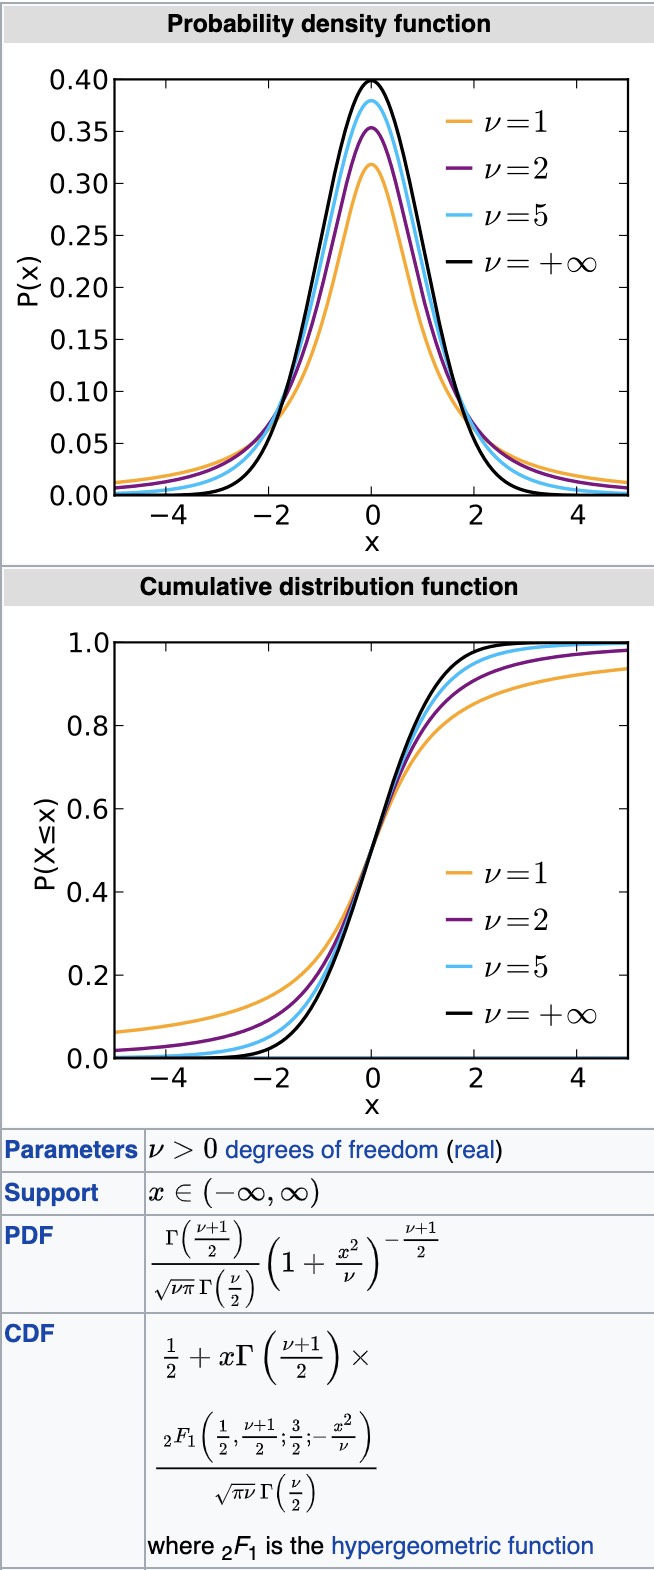 Probability density function
0.40
0.35
0.30
0.25
0.20
0.15
0.10
0.05
0.00
P(x)
ν=1
ν=2
ν=5
ν=+∞
−4 −2 0 2 4
x
Cumulative distribution function
1.0
0.8
0.6
0.4
0.2
0.0
P(X≤x)
ν=1
ν=2
ν=5
ν=+∞
−4 −2 0 2 4
x
Parameters ν > 0 degrees of freedom (real)
Support x ∈ (−∞, ∞)
PDF Γ((ν+1)/2) / (√(νπ) Γ(ν/2)) (1 + x²/ν)^(−(ν+1)/2)
CDF 1/2 + xΓ((ν+1)/2) ×
₂F₁(1/2, (ν+1)/2; 3/2; −x²/ν) / (√(πν) Γ(ν/2))
where ₂F₁ is the hypergeometric function